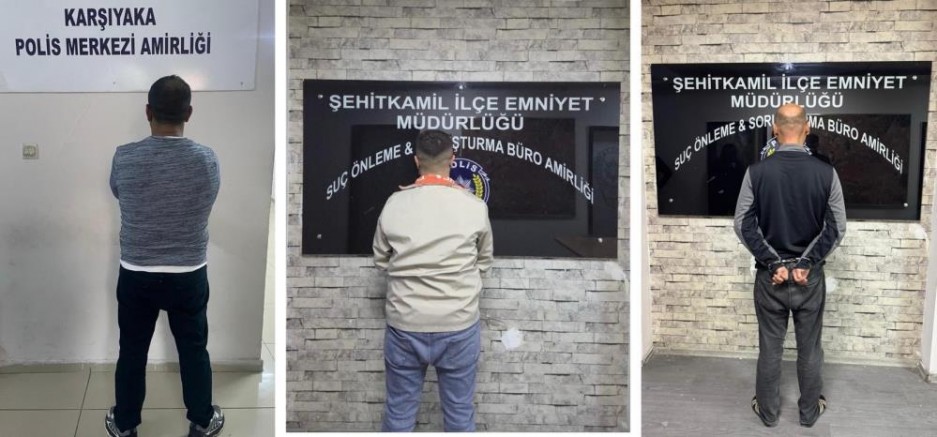 KARŞIYAKA
POLİS MERKEZİ AMİRLİĞİ
ŞEHİTKAMİL İLÇE EMNİYET
MÜDÜRLÜĞÜ
SUÇ ÖNLEME & BÜRO AMİRLİĞİ
POLİS
ŞEHİTKAMİL İLÇE EMNİYET
MÜDÜRLÜĞÜ
SUÇ ÖNLEME & BÜRO AMİRLİĞİ